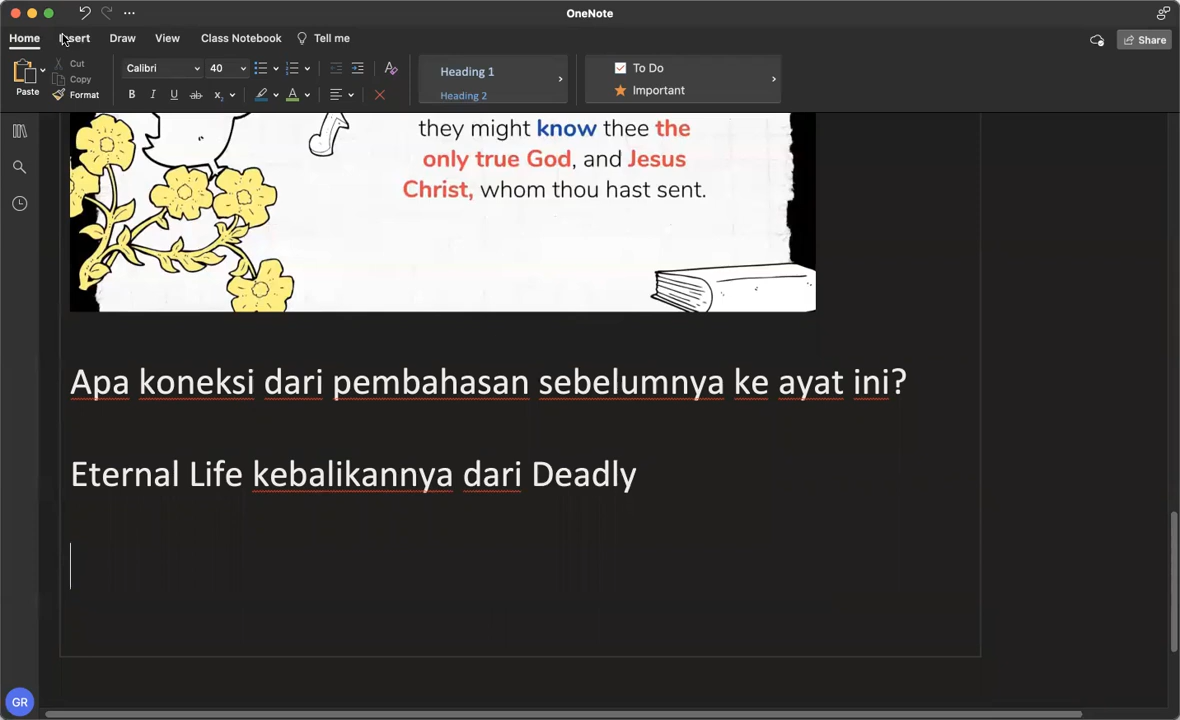 OneNote
Home Insert Draw View Class Notebook Tell me
Share
Paste
Cut
Copy
Format
Calibri 40
Heading 1
Heading 2
To Do
Important
they might know thee the
only true God, and Jesus
Christ, whom thou hast sent.
Apa koneksi dari pembahasan sebelumnya ke ayat ini?
Eternal Life kebalikannya dari Deadly
GR